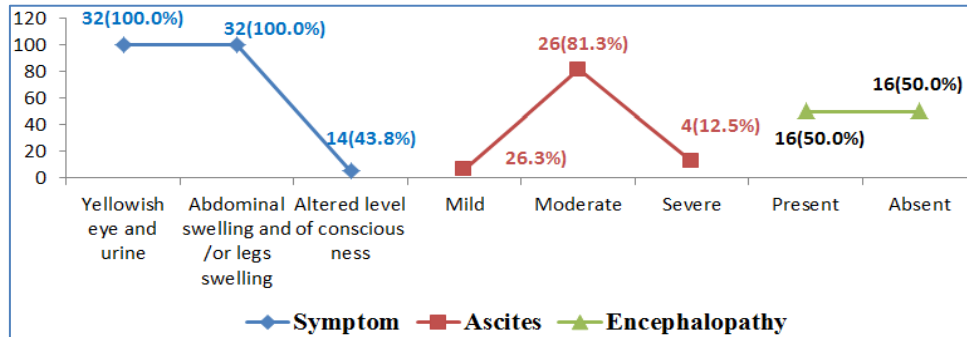 120
100
80
60
40
20
0
32(100.0%)
32(100.0%)
14(43.8%)
26.3%)
26(81.3%)
4(12.5%)
16(50.0%)
16(50.0%)
Yellowish
eye and
urine
Abdominal
swelling and
/or legs
swelling
Altered level
of conscious
ness
Mild
Moderate
Severe
Present
Absent
Symptom
Ascites
Encephalopathy